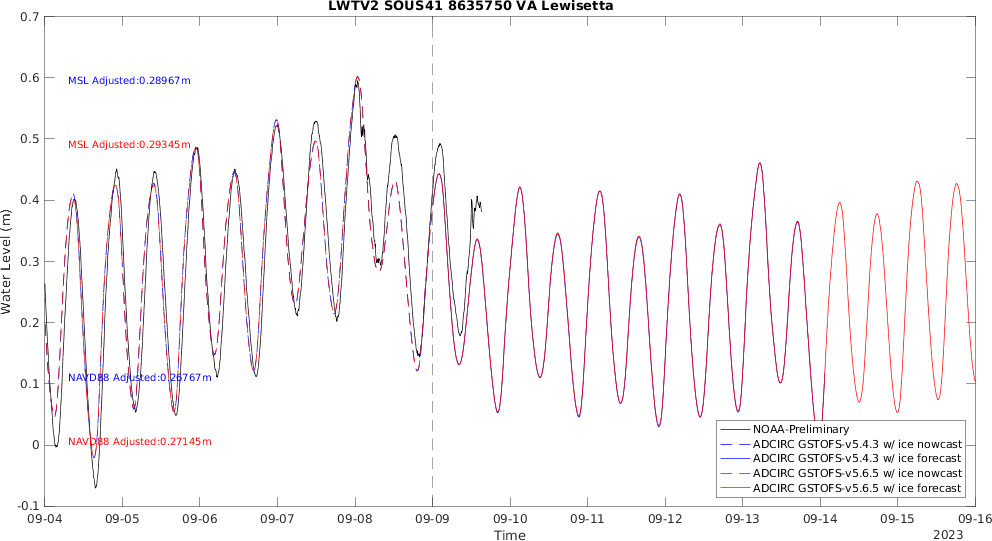 LWTV2 SOUS41 8635750 VA Lewisetta
0.7
0.6
0.5
0.4
0.3
0.2
0.1
0
-0.1
Water Level (m)
MSL Adjusted:0.28967m
MSL Adjusted:0.29345m
NAVD88 Adjusted:0.26767m
NAVD88 Adjusted:0.27145m
NOAA-Preliminary
ADCIRC GSTOFS-v5.4.3 w/ ice nowcast
ADCIRC GSTOFS-v5.4.3 w/ ice forecast
ADCIRC GSTOFS-v5.6.5 w/ ice nowcast
ADCIRC GSTOFS-v5.6.5 w/ ice forecast
09-04 09-05 09-06 09-07 09-08 09-09 09-10 09-11 09-12 09-13 09-14 09-15 09-16
Time
2023